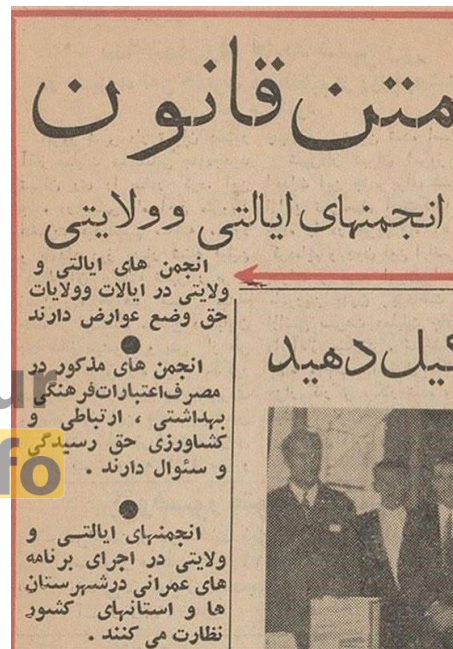 متن قانون
انجمنهای ایالتی وولایتی
انجمن های ایالتی و
ولایتی در ایالات وولایات
حق وضع عوارض دارند
انجمن های مذکور در
مصرف اعتبارات فرهنگی
بهداشتی ، ارتباطی و
کشاورزی حق رسیدگی
و سئوال دارند .
انجمنهای ایالتی و
ولایتی در اجرای برنامه
های عمرانی درشهرستان
ها و استانهای کشور
نظارت می کنند .
دهید